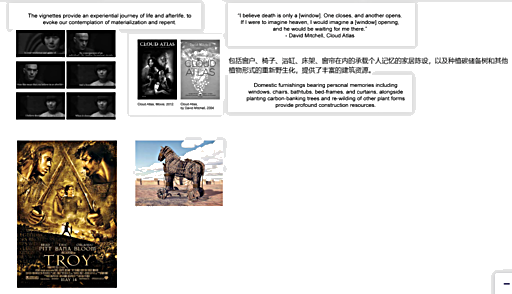 The vignettes provide an experiential journey of life and afterlife, to
evoke our contemplation of materialization and repent.
"I believe death is only a [window]. One closes, and another opens.
If I were to imagine heaven, I would imagine a [window] opening,
and he would be waiting for me there."
- David Mitchell, Cloud Atlas
CLOUD ATLAS
CLOUD
ATLAS
Cloud Atlas, Movie, 2012
Cloud Atlas,
by David Mitchell, 2004
包括窗户、椅子、浴缸、床架、窗帘在内的承载个人记忆的家居陈设，以及种植碳储备树和其他
植物形式的重新野生化，提供了丰富的建筑资源。
Domestic furnishings bearing personal memories including
windows, chairs, bathtubs, bed-frames, and curtains, alongside
planting carbon-banking trees and re-wilding of other plant forms
provide profound construction resources.
PITT BANA BLOOM
TROY
MAY 14